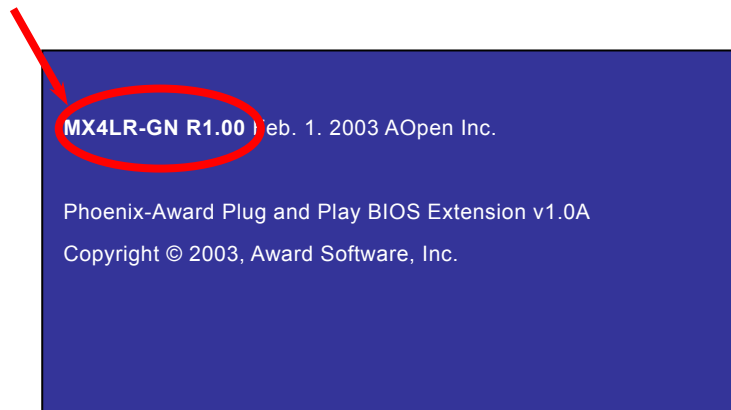 MX4LR-GN R1.00 Feb. 1. 2003 AOpen Inc.
Phoenix-Award Plug and Play BIOS Extension v1.0A
Copyright © 2003, Award Software, Inc.